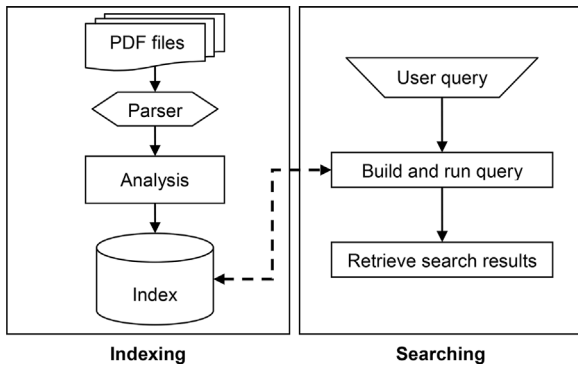 PDF files
Parser
Analysis
Index
Indexing
User query
Build and run query
Retrieve search results
Searching